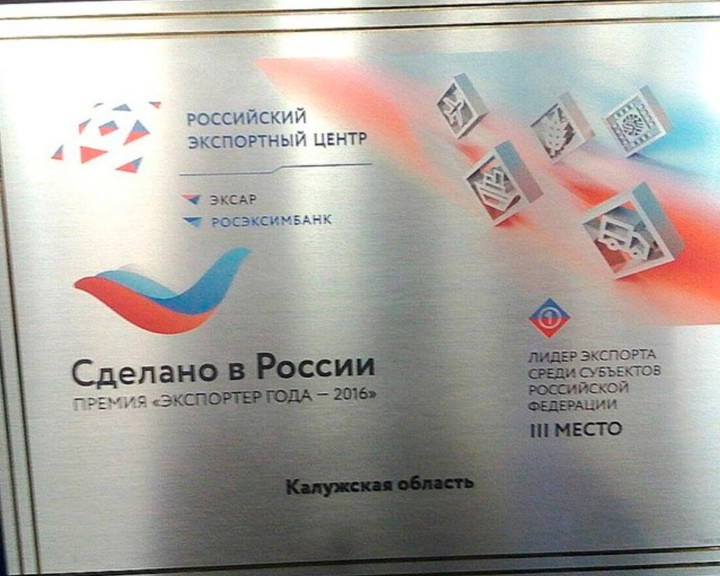 РОССИЙСКИЙ
ЭКСПОРТНЫЙ ЦЕНТР
ЭКСАР
РОСЭКСИМБАНК
Сделано в России
ПРЕМИЯ «ЭКСПОРТЕР ГОДА – 2016»
1
ЛИДЕР ЭКСПОРТА
СРЕДИ СУБЪЕКТОВ
РОССИЙСКОЙ
ФЕДЕРАЦИИ
III МЕСТО
Калужская область